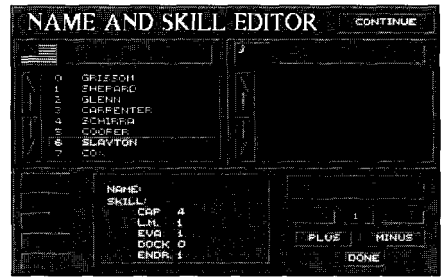 NAME AND SKILL EDITOR
CONTINUE
0 GRISSOM
1 SHEPARD
2 GLENN
3 CARPENTER
4 SCHIRRA
5 COOPER
6 SLAYTON
7
NAME:
SKILL:
CAP 4
L.M. 1
EVA 1
DOCK 0
ENDR. 1
1
PLUS MINUS
DONE